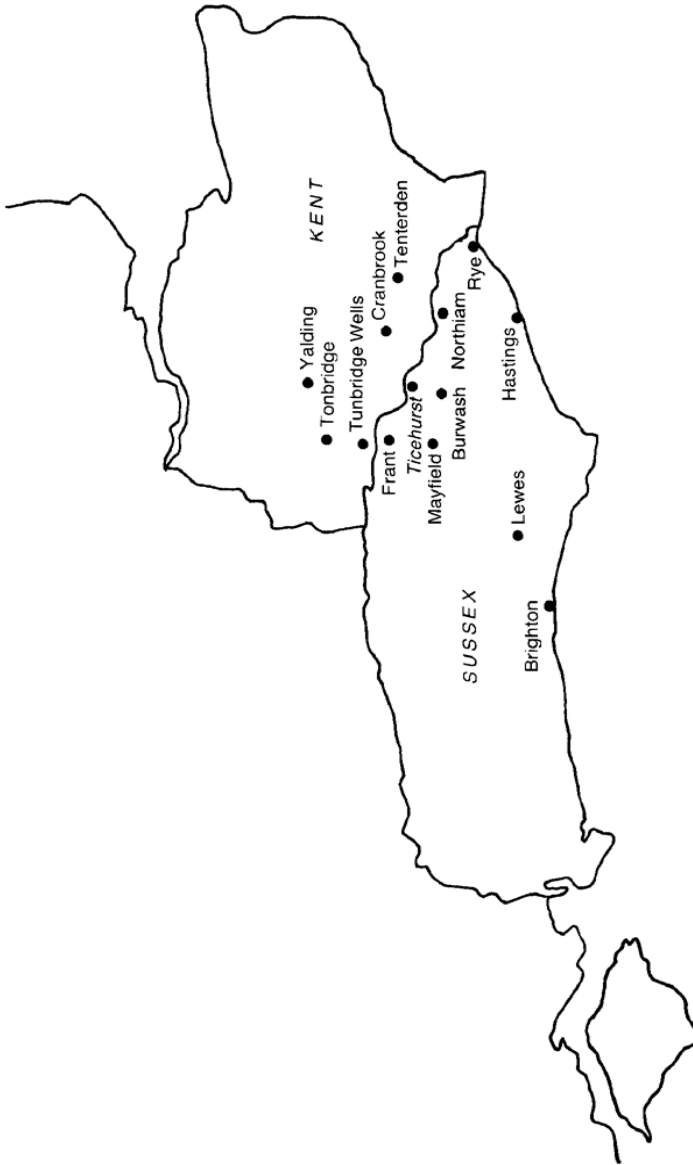 KENT
Yalding
Tonbridge
Tunbridge Wells
Cranbrook
Tenterden
Frant
Ticehurst
Mayfield
Burwash
Northiam
Rye
Hastings
SUSSEX
Lewes
Brighton